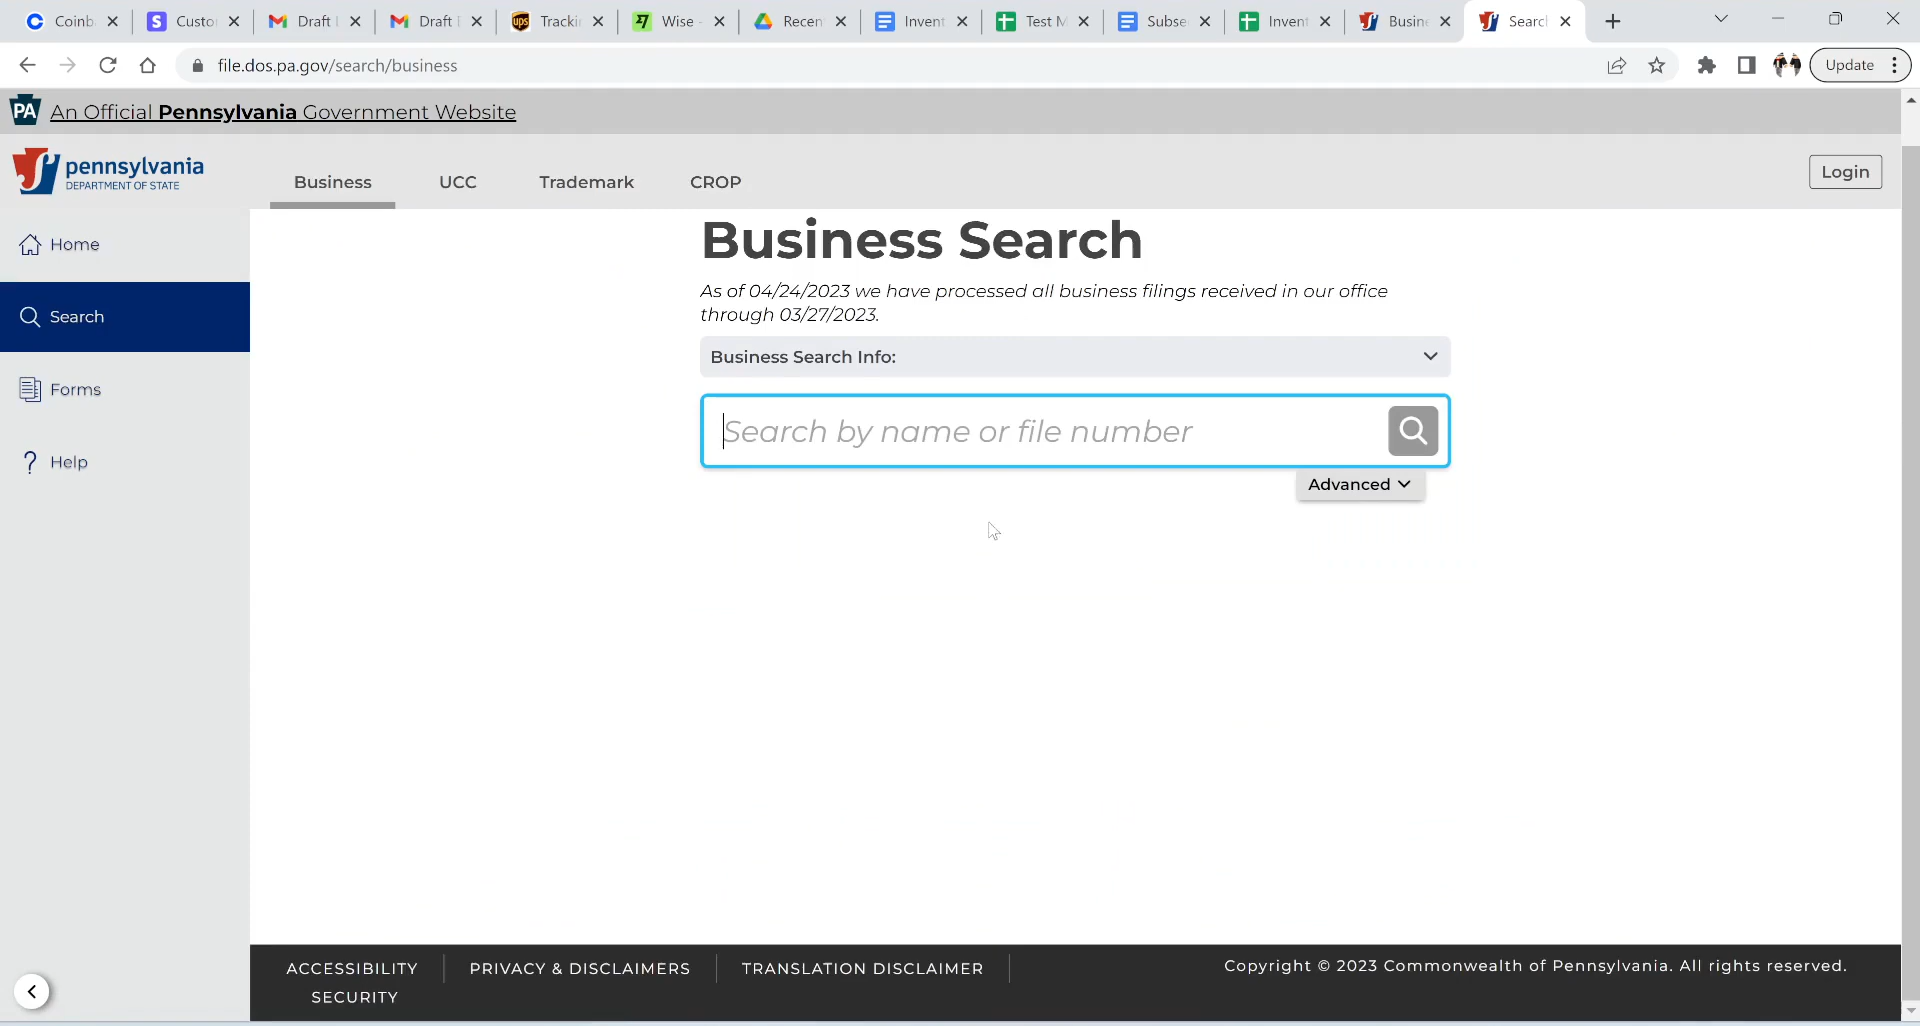 Coinb
Custo
Draft
Draft
Trackin
Wise -
Recen
Invent
Test M
Subse
Invent
Busin
Search
file.dos.pa.gov/search/business
Update
PA An Official Pennsylvania Government Website
pennsylvania
DEPARTMENT OF STATE
Business
UCC
Trademark
CROP
Login
Home
Search
Forms
? Help
Business Search
As of 04/24/2023 we have processed all business filings received in our office
through 03/27/2023.
Business Search Info:
Search by name or file number
Advanced
ACCESSIBILITY
PRIVACY & DISCLAIMERS
TRANSLATION DISCLAIMER
SECURITY
Copyright © 2023 Commonwealth of Pennsylvania. All rights reserved.